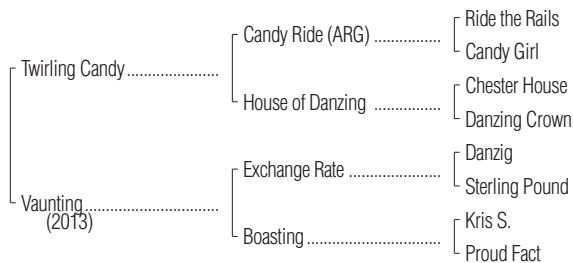 Ride the Rails
Candy Ride (ARG) ................
Candy Girl
Twirling Candy ......................
Chester House
House of Danzing ................
Danzing Crown
Danzig
Exchange Rate ......................
Sterling Pound
Vaunting................................
(2013)
Kris S.
Boasting ................................
Proud Fact